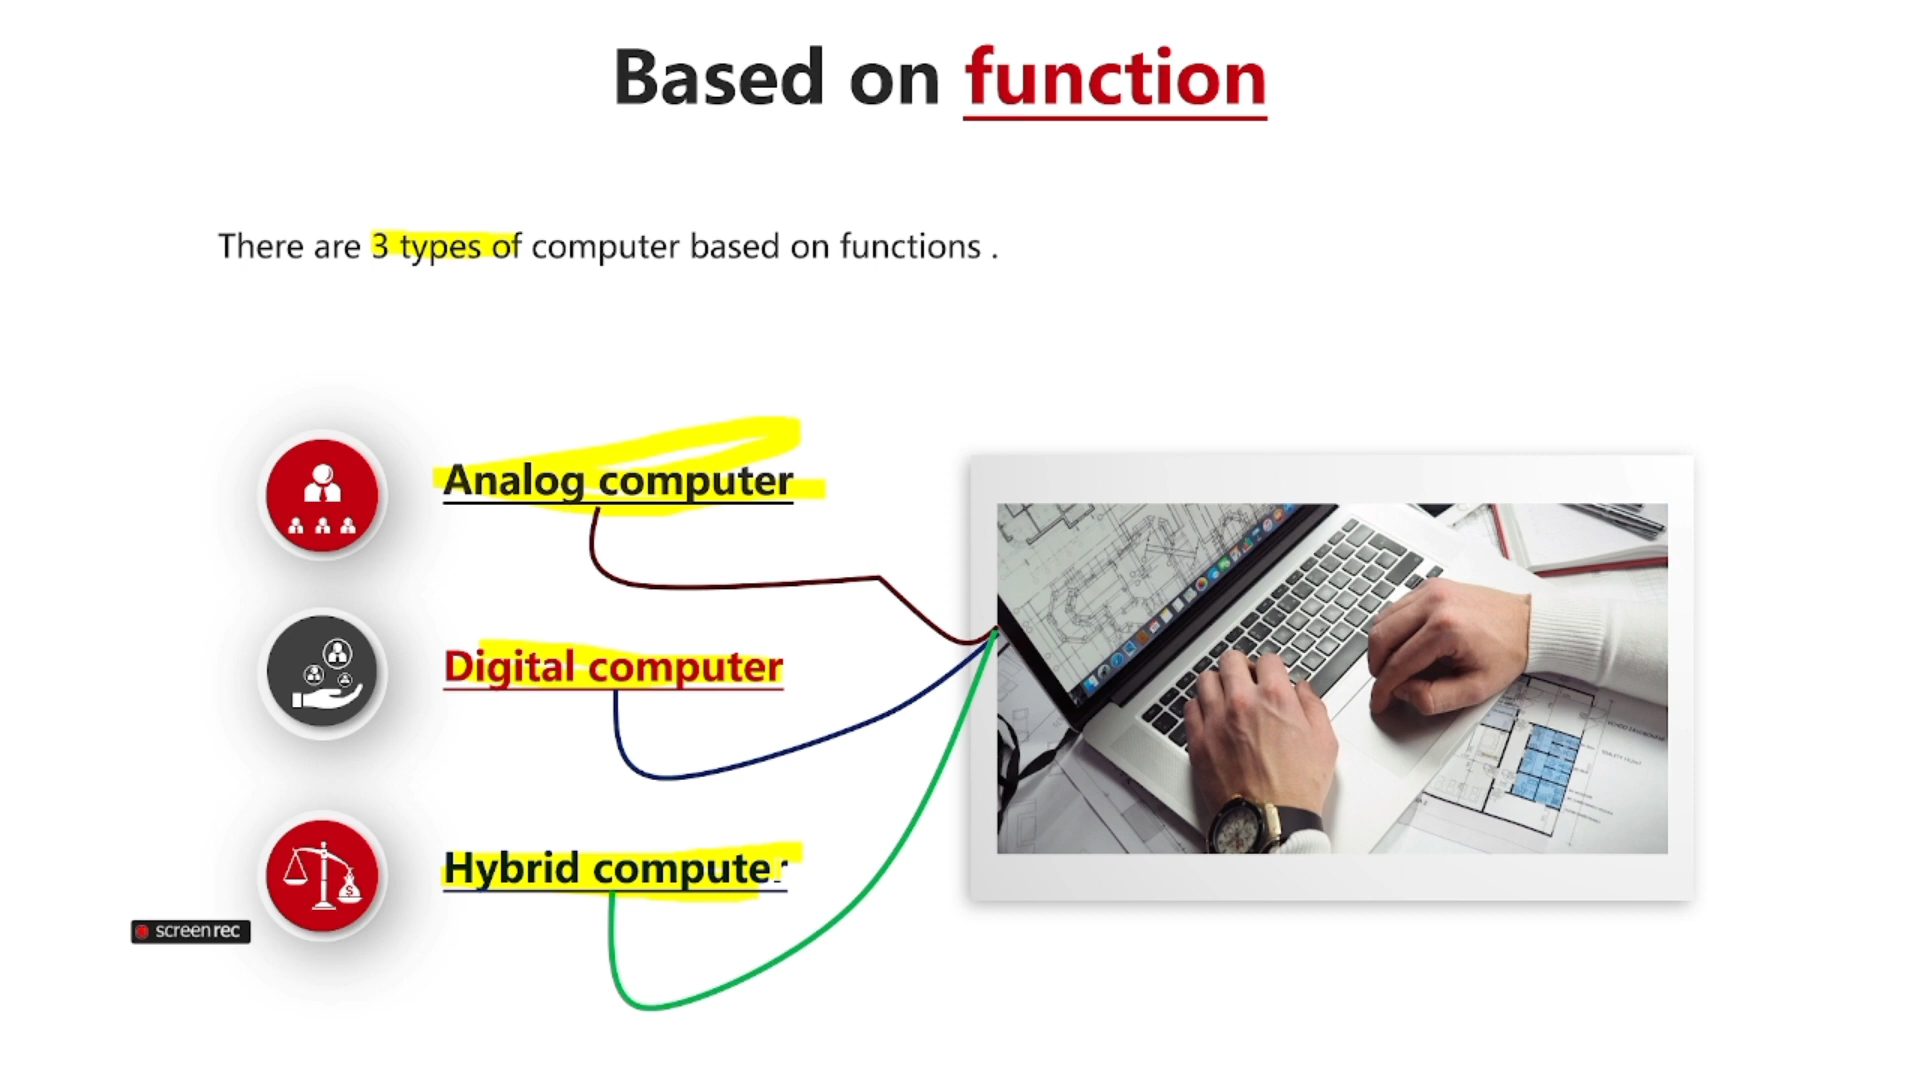 Based on function
There are 3 types of computer based on functions .
Analog computer
Digital computer
Hybrid computer
screenrec